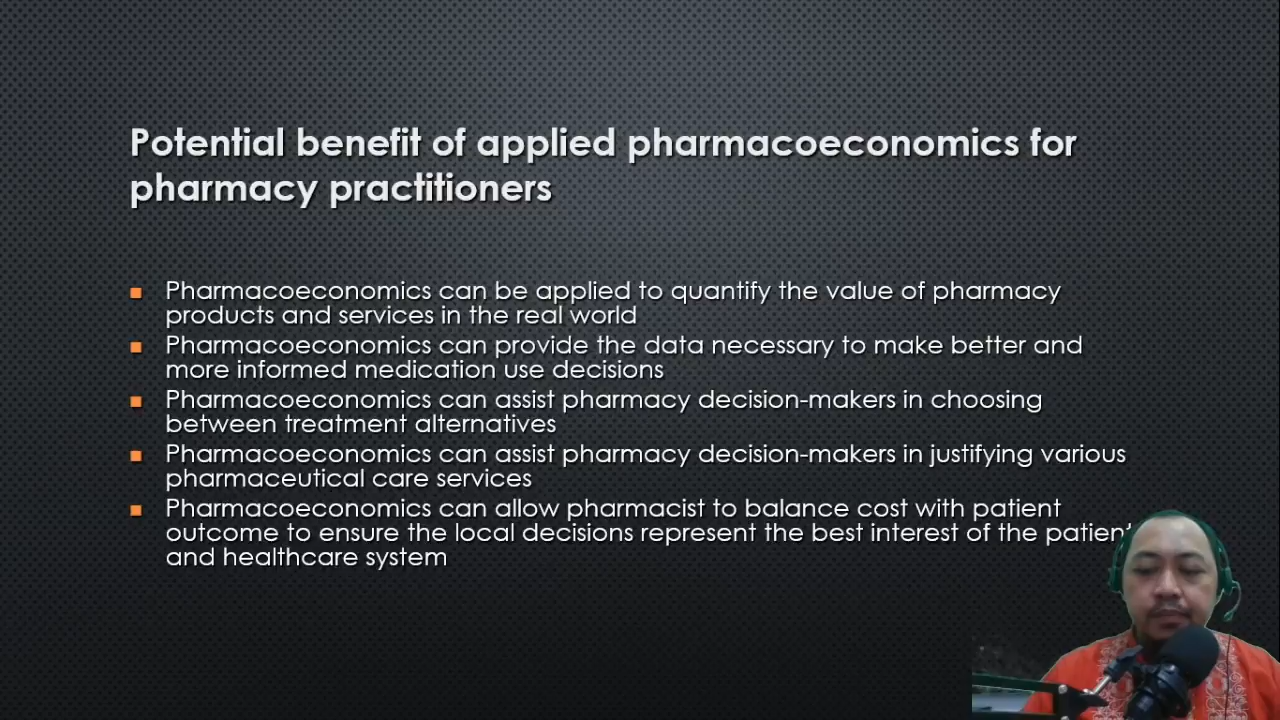 Potential benefit of applied pharmacoeconomics for
pharmacy practitioners
Pharmacoeconomics can be applied to quantify the value of pharmacy
products and services in the real world
Pharmacoeconomics can provide the data necessary to make better and
more informed medication use decisions
Pharmacoeconomics can assist pharmacy decision-makers in choosing
between treatment alternatives
Pharmacoeconomics can assist pharmacy decision-makers in justifying various
pharmaceutical care services
Pharmacoeconomics can allow pharmacist to balance cost with patient
outcome to ensure the local decisions represent the best interest of the patient
and healthcare system